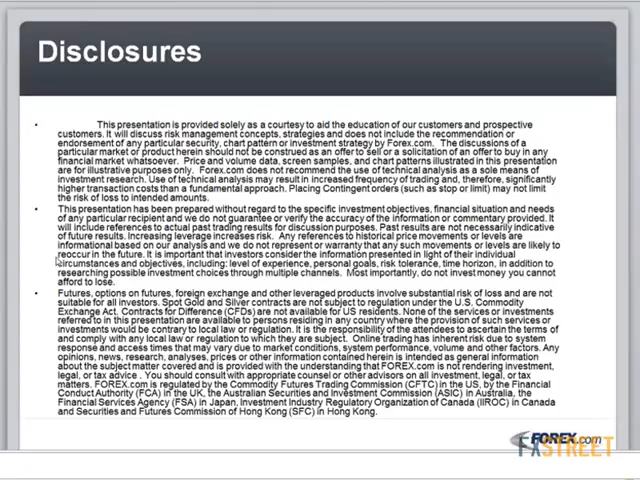 Disclosures
• This presentation is provided solely as a courtesy to aid the education of our customers and prospective
customers. It will discuss risk management concepts, strategies and does not include the recommendation or
endorsement of any particular security, chart pattern or investment strategy by Forex.com. The discussions of a
particular market or product herein should not be construed as an offer to sell or a solicitation of an offer to buy in any
financial market whatsoever. Price and volume data, screen samples, and chart patterns illustrated in this presentation
are for illustrative purposes only. Forex.com does not recommend the use of technical analysis as a sole means of
investment research. Use of technical analysis may result in increased frequency of trading and, therefore, significantly
higher transaction costs than a fundamental approach. Placing Contingent orders (such as stop or limit) may not limit
the risk of loss to intended amounts.
• This presentation has been prepared without regard to the specific investment objectives, financial situation and needs
of any particular recipient and we do not guarantee or verify the accuracy of the information or commentary provided. It
will include references to actual past trading results for discussion purposes. Past results are not necessarily indicative
of future results. Increasing leverage increases risk. Any references to historical price movements or levels are
informational based on our analysis and we do not represent or warranty that any such movements or levels are likely to
reoccur in the future. It is important that investors consider the information presented in light of their individual
circumstances and objectives, including: level of experience, personal goals, risk tolerance, time horizon, in addition to
researching possible investment choices through multiple channels. Most importantly, do not invest money you cannot
afford to lose.
• Futures, options on futures, foreign exchange and other leveraged products involve substantial risk of loss and are not
suitable for all investors. Spot Gold and Silver contracts are not subject to regulation under the U.S. Commodity
Exchange Act. Contracts for Difference (CFDs) are not available for US residents. None of the services or investments
referred to in this presentation are available to persons residing in any country where the provision of such services or
investments would be contrary to local law or regulation. It is the responsibility of the attendees to ascertain the terms of
and comply with any local law or regulation to which they are subject. Online trading has inherent risk due to system
response and access times that may vary due to market conditions, system performance, volume and other factors. Any
opinions, news, research, analyses, prices or other information contained herein is intended as general information
about the subject matter covered and is provided with the understanding that FOREX.com is not rendering investment,
legal, or tax advice . You should consult with appropriate counsel or other advisors on all investment, legal, or tax
matters. FOREX.com is regulated by the Commodity Futures Trading Commission (CFTC) in the US, by the Financial
Conduct Authority (FCA) in the UK, the Australian Securities and Investment Commission (ASIC) in Australia, the
Financial Services Agency (FSA) in Japan, Investment Industry Regulatory Organization of Canada (IIROC) in Canada
and Securities and Futures Commission of Hong Kong (SFC) in Hong Kong.
FOREX.com
FXSTREET